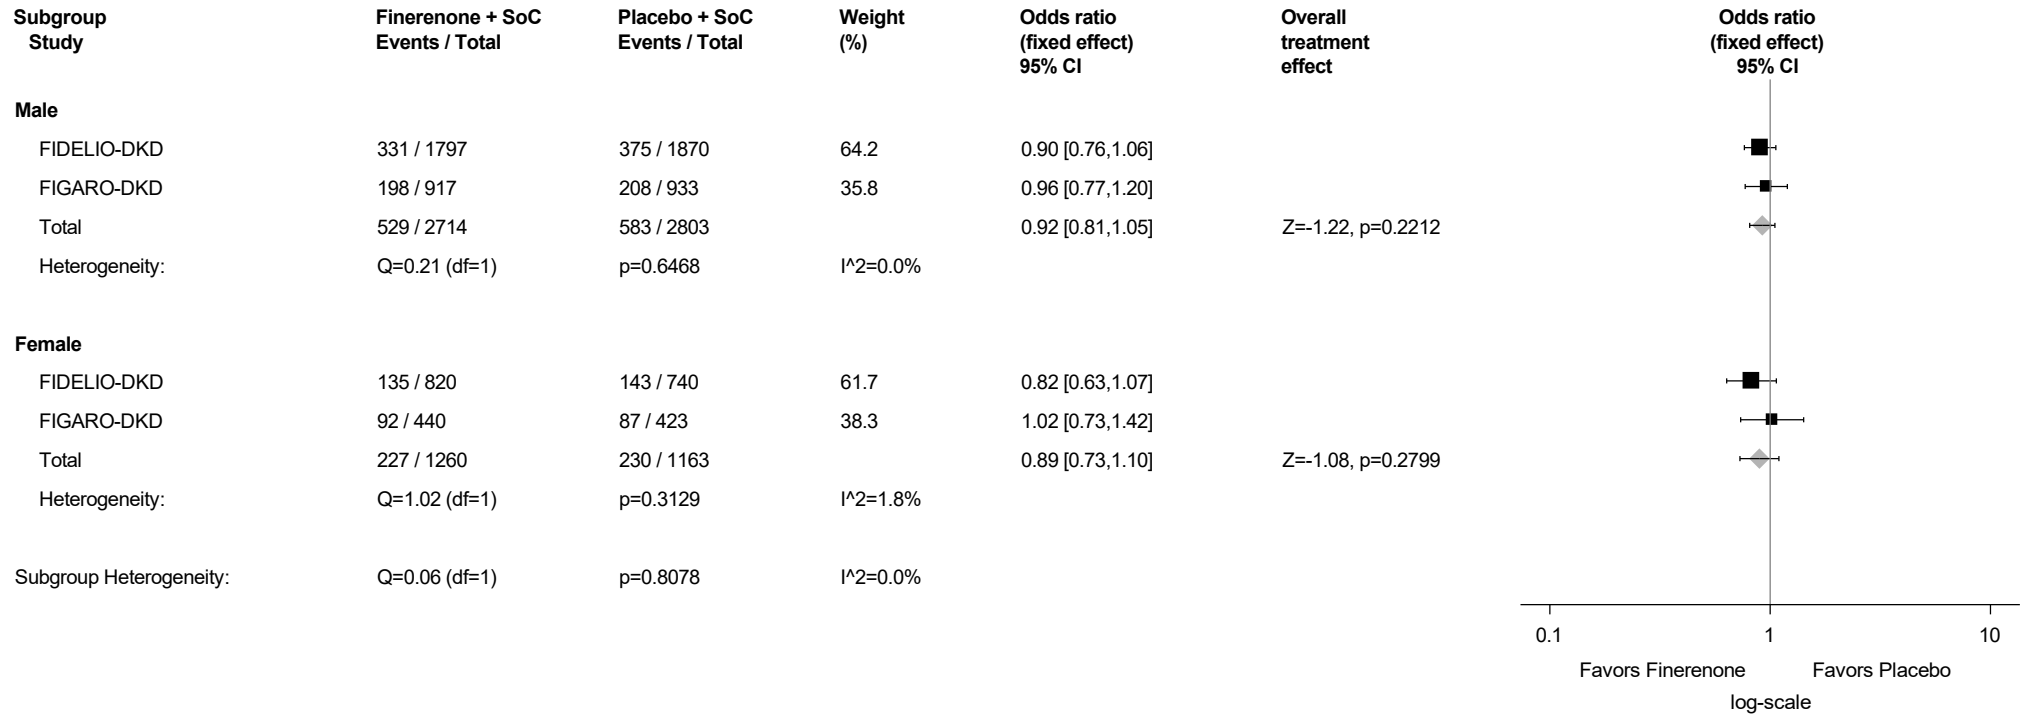 Subgroup Finerenone + SoC Placebo + SoC Weight Odds ratio Overall Odds ratio
Study Events / Total Events / Total (%) (fixed effect) treatment (fixed effect)
95% CI effect 95% CI
Male
FIDELIO-DKD 331 / 1797 375 / 1870 64.2 0.90 [0.76,1.06]
FIGARO-DKD 198 / 917 208 / 933 35.8 0.96 [0.77,1.20]
Total 529 / 2714 583 / 2803 0.92 [0.81,1.05] Z=-1.22, p=0.2212
Heterogeneity: Q=0.21 (df=1) p=0.6468 I^2=0.0%
Female
FIDELIO-DKD 135 / 820 143 / 740 61.7 0.82 [0.63,1.07]
FIGARO-DKD 92 / 440 87 / 423 38.3 1.02 [0.73,1.42]
Total 227 / 1260 230 / 1163 0.89 [0.73,1.10] Z=-1.08, p=0.2799
Heterogeneity: Q=1.02 (df=1) p=0.3129 I^2=1.8%
Subgroup Heterogeneity: Q=0.06 (df=1) p=0.8078 I^2=0.0%
0.1 1 10
Favors Finerenone Favors Placebo
log-scale